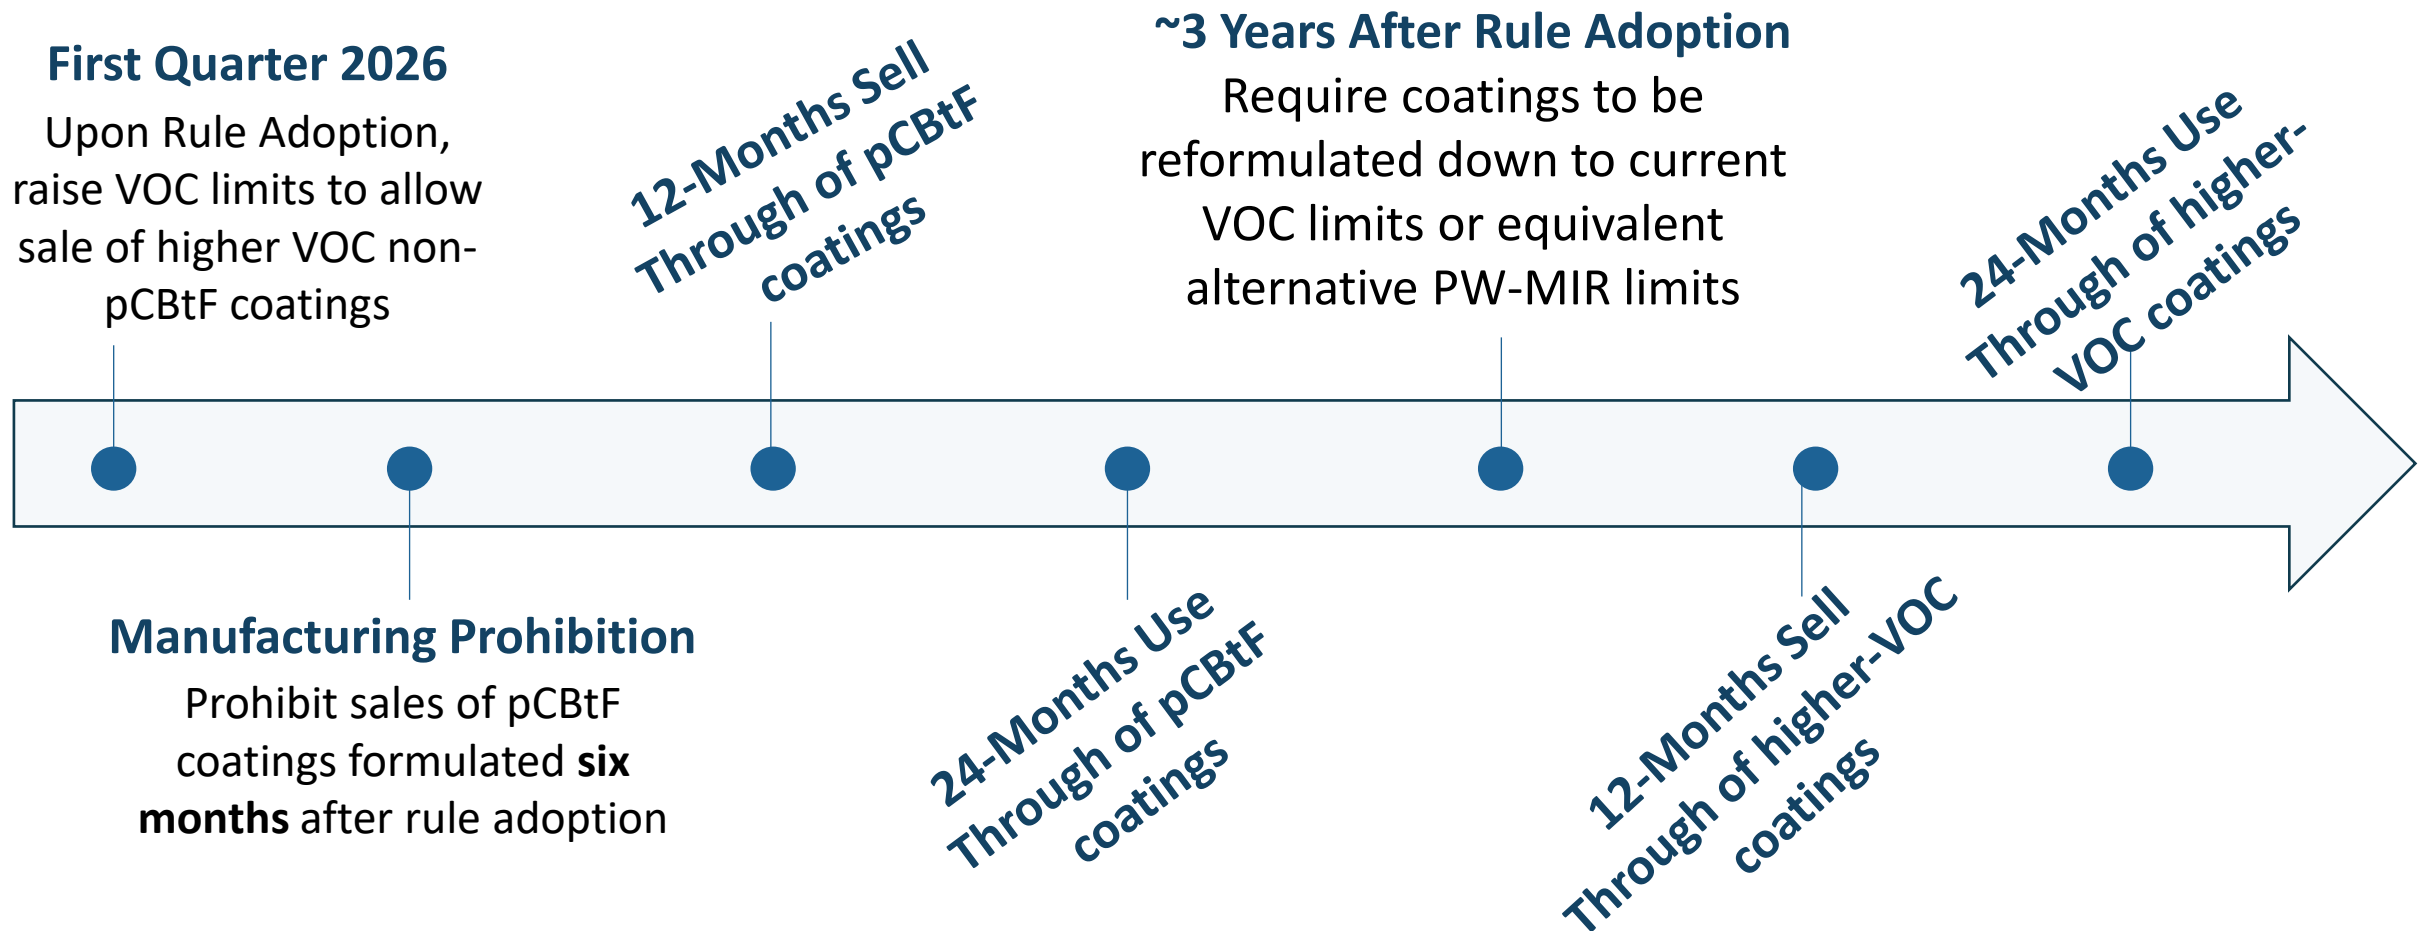 First Quarter 2026
Upon Rule Adoption,
raise VOC limits to allow
sale of higher VOC non-
pCBtF coatings
Manufacturing Prohibition
Prohibit sales of pCBtF
coatings formulated six
months after rule adoption
12-Months Sell
Through of pCBtF
coatings
24-Months Use
Through of pCBtF
coatings
~3 Years After Rule Adoption
Require coatings to be
reformulated down to current
VOC limits or equivalent
alternative PW-MIR limits
12-Months Sell
Through of higher-VOC
coatings
24-Months Use
Through of higher-
VOC coatings